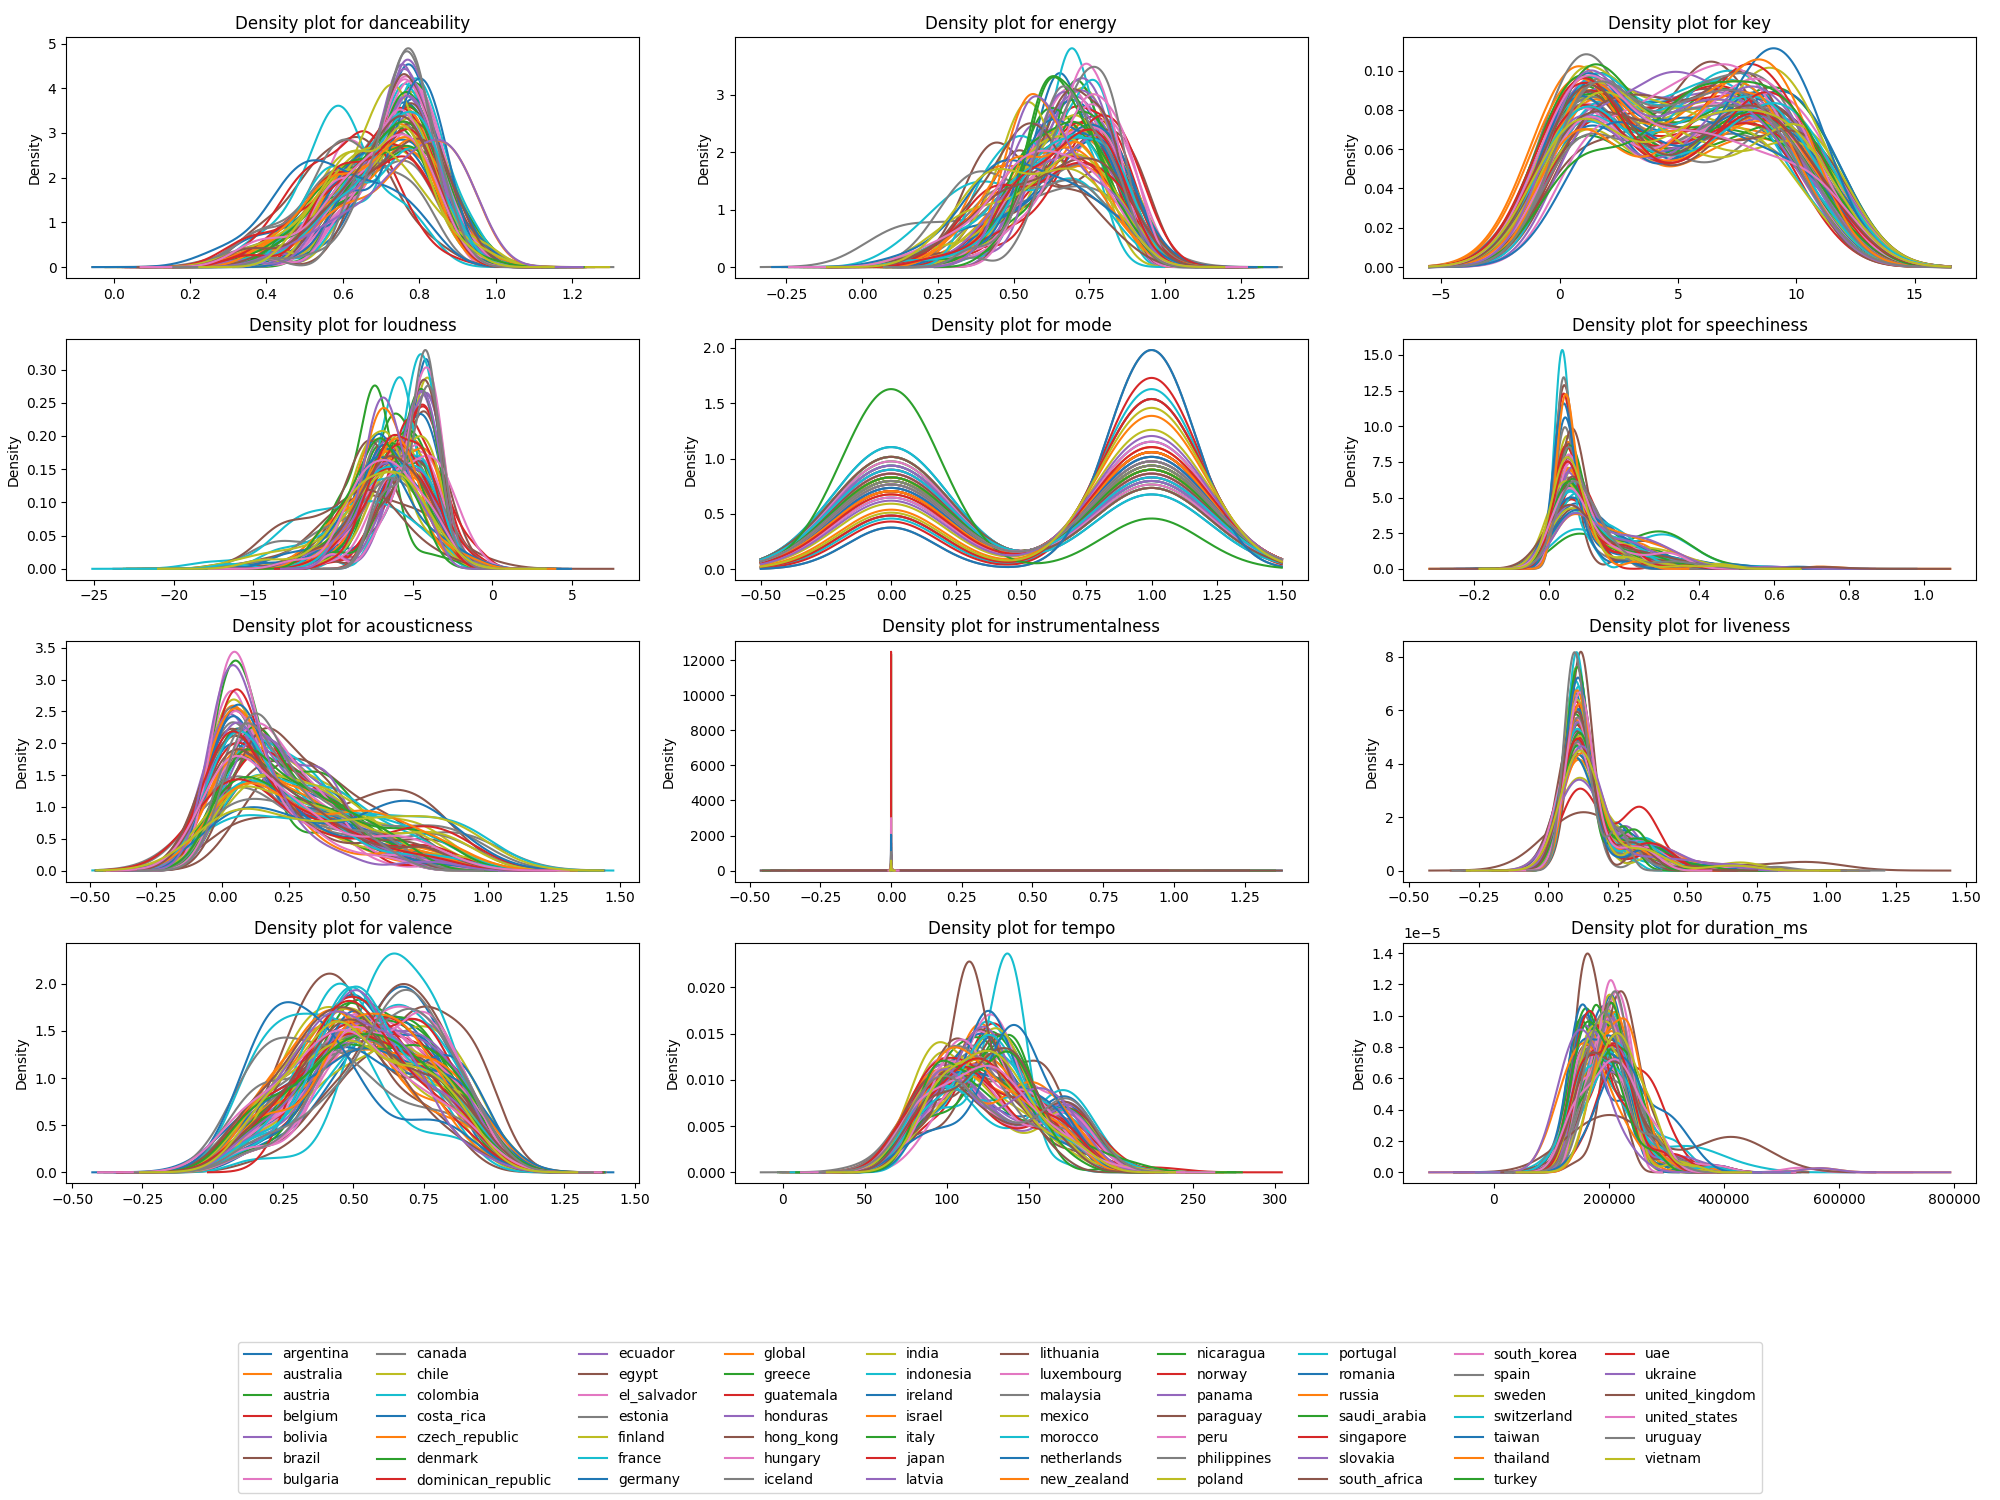 Density plot for danceability
Density
5
4
3
2
1
0
0.0 0.2 0.4 0.6 0.8 1.0 1.2
Density plot for energy
Density
3
2
1
0
−0.25 0.00 0.25 0.50 0.75 1.00 1.25
Density plot for key
Density
0.10
0.08
0.06
0.04
0.02
0.00
−5 0 5 10 15
Density plot for loudness
Density
0.30
0.25
0.20
0.15
0.10
0.05
0.00
−25 −20 −15 −10 −5 0 5
Density plot for mode
Density
2.0
1.5
1.0
0.5
0.0
−0.50 −0.25 0.00 0.25 0.50 0.75 1.00 1.25 1.50
Density plot for speechiness
Density
15.0
12.5
10.0
7.5
5.0
2.5
0.0
−0.2 0.0 0.2 0.4 0.6 0.8 1.0
Density plot for acousticness
Density
3.5
3.0
2.5
2.0
1.5
1.0
0.5
0.0
−0.50 −0.25 0.00 0.25 0.50 0.75 1.00 1.25 1.50
Density plot for instrumentalness
Density
12000
10000
8000
6000
4000
2000
0
−0.50 −0.25 0.00 0.25 0.50 0.75 1.00 1.25
Density plot for liveness
Density
8
6
4
2
0
−0.50 −0.25 0.00 0.25 0.50 0.75 1.00 1.25 1.50
Density plot for valence
Density
2.0
1.5
1.0
0.5
0.0
−0.50 −0.25 0.00 0.25 0.50 0.75 1.00 1.25 1.50
Density plot for tempo
Density
0.020
0.015
0.010
0.005
0.000
0 50 100 150 200 250 300
Density plot for duration_ms
1e−5
Density
1.4
1.2
1.0
0.8
0.6
0.4
0.2
0.0
0 200000 400000 600000 800000
argentina
australia
austria
belgium
bolivia
brazil
bulgaria
canada
chile
colombia
costa_rica
czech_republic
denmark
dominican_republic
ecuador
egypt
el_salvador
estonia
finland
france
germany
global
greece
guatemala
honduras
hong_kong
hungary
iceland
india
indonesia
ireland
israel
italy
japan
latvia
lithuania
luxembourg
malaysia
mexico
morocco
netherlands
new_zealand
nicaragua
norway
panama
paraguay
peru
philippines
poland
portugal
romania
russia
saudi_arabia
singapore
slovakia
south_africa
south_korea
spain
sweden
switzerland
taiwan
thailand
turkey
uae
ukraine
united_kingdom
united_states
uruguay
vietnam